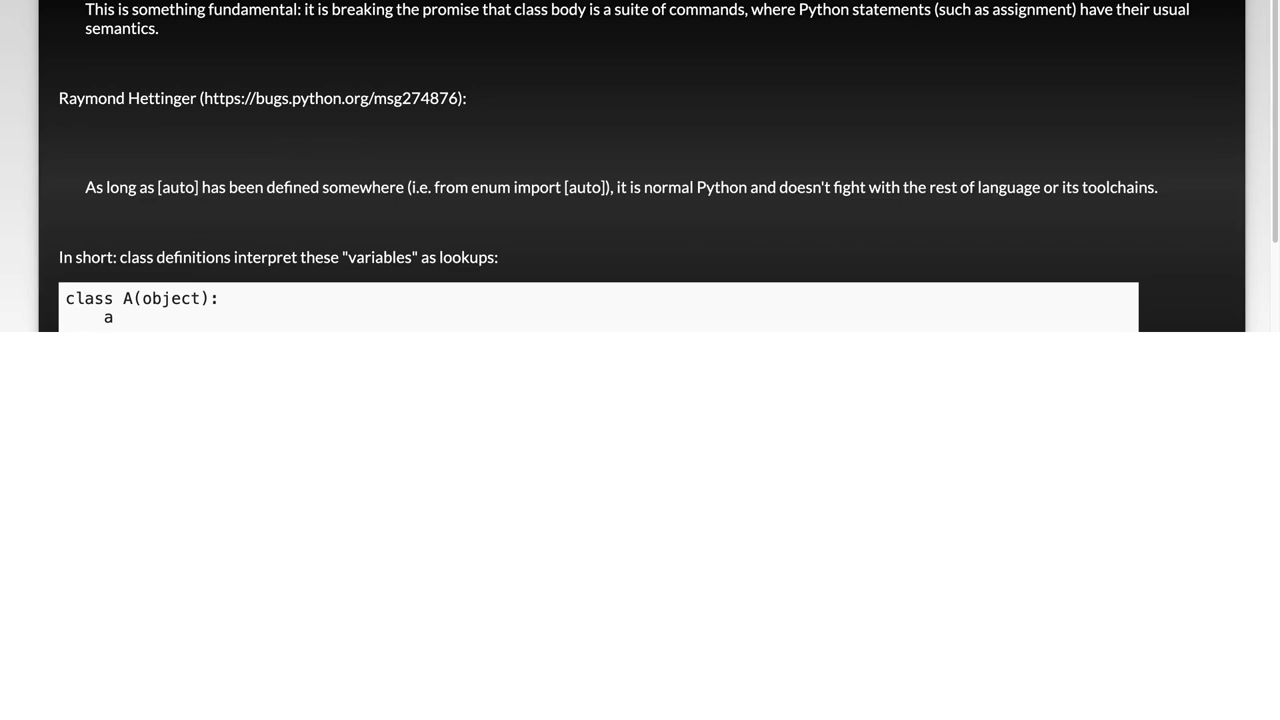 This is something fundamental: it is breaking the promise that class body is a suite of commands, where Python statements (such as assignment) have their usual
semantics.
Raymond Hettinger (https://bugs.python.org/msg274876):
As long as [auto] has been defined somewhere (i.e. from enum import [auto]), it is normal Python and doesn't fight with the rest of language or its toolchains.
In short: class definitions interpret these "variables" as lookups:
class A(object):
    a